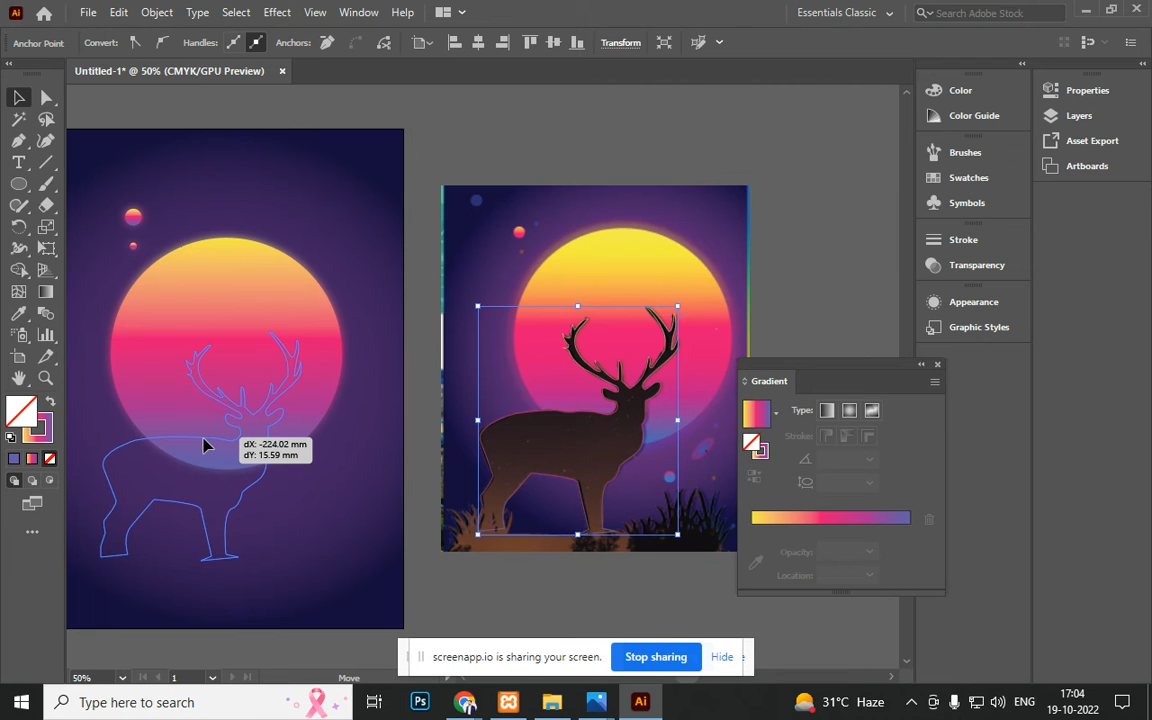 Ai
File Edit Object Type Select Effect View Window Help
Essentials Classic
Search Adobe Stock
Anchor Point
Convert:
Handles:
Anchors:
Transform
Untitled-1* @ 50% (CMYK/GPU Preview)
T
Color
Color Guide
Brushes
Swatches
Symbols
Stroke
Transparency
Appearance
Graphic Styles
Properties
Layers
Asset Export
Artboards
dX: -224.02 mm
dY: 15.59 mm
Gradient
Type:
Strokes:
Opacity:
Location:
screenapp.io is sharing your screen.
Stop sharing
Hide
50%
1
Move
Type here to search
Ps
Ai
31°C Haze
ENG
17:04
19-10-2022